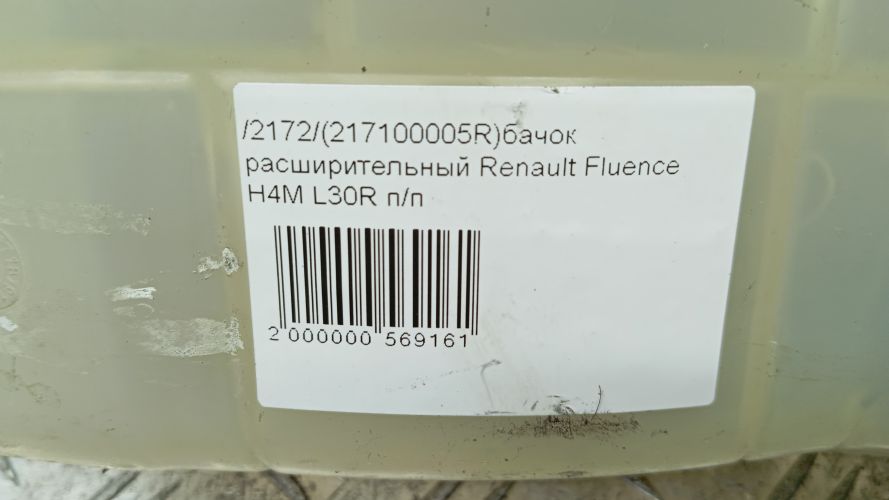 /2172/(217100005R)бачок
расширительный Renault Fluence
H4M L30R п/п
2 000000 569161